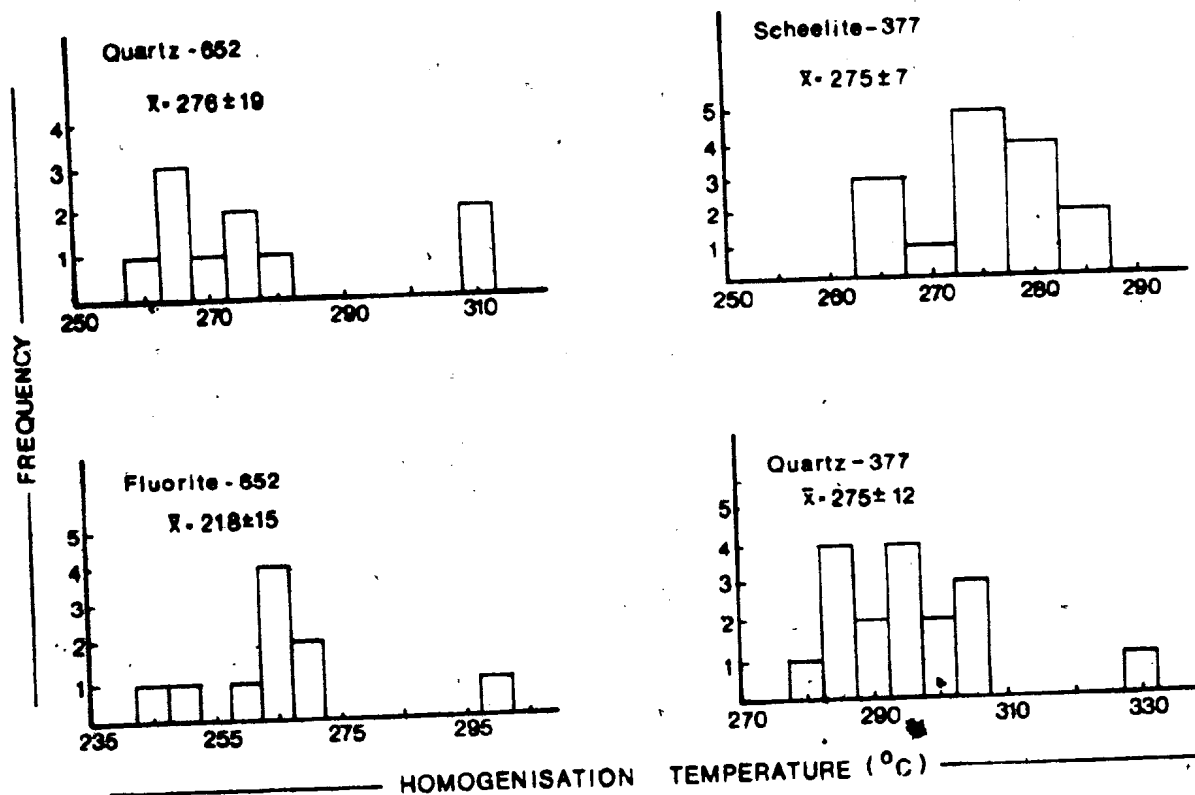 Quartz - 652
X̄ = 276 ± 19
4
3
2
1
250 270 290 310
Scheelite - 377
X̄ = 275 ± 7
5
4
3
2
1
250 260 270 280 290
FREQUENCY
Fluorite - 652
X̄ = 218 ± 15
5
4
3
2
1
235 255 275 295
Quartz - 377
X̄ = 275 ± 12
5
4
3
2
1
270 290 310 330
HOMOGENISATION TEMPERATURE (°C)